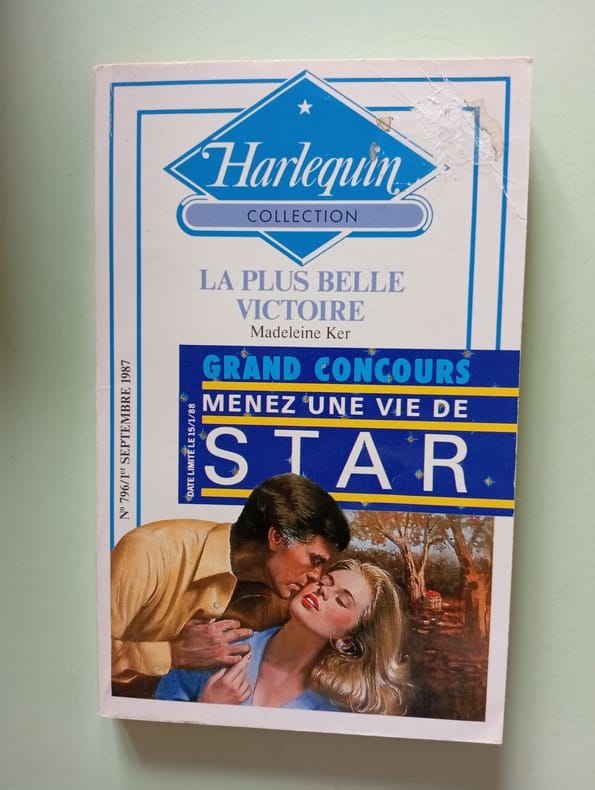 Harlequin
COLLECTION
LA PLUS BELLE
VICTOIRE
Madeleine Ker
GRAND CONCOURS
MENEZ UNE VIE DE
STAR
DATE LIMITE LE 15/1/88
N° 796/1er SEPTEMBRE 1987